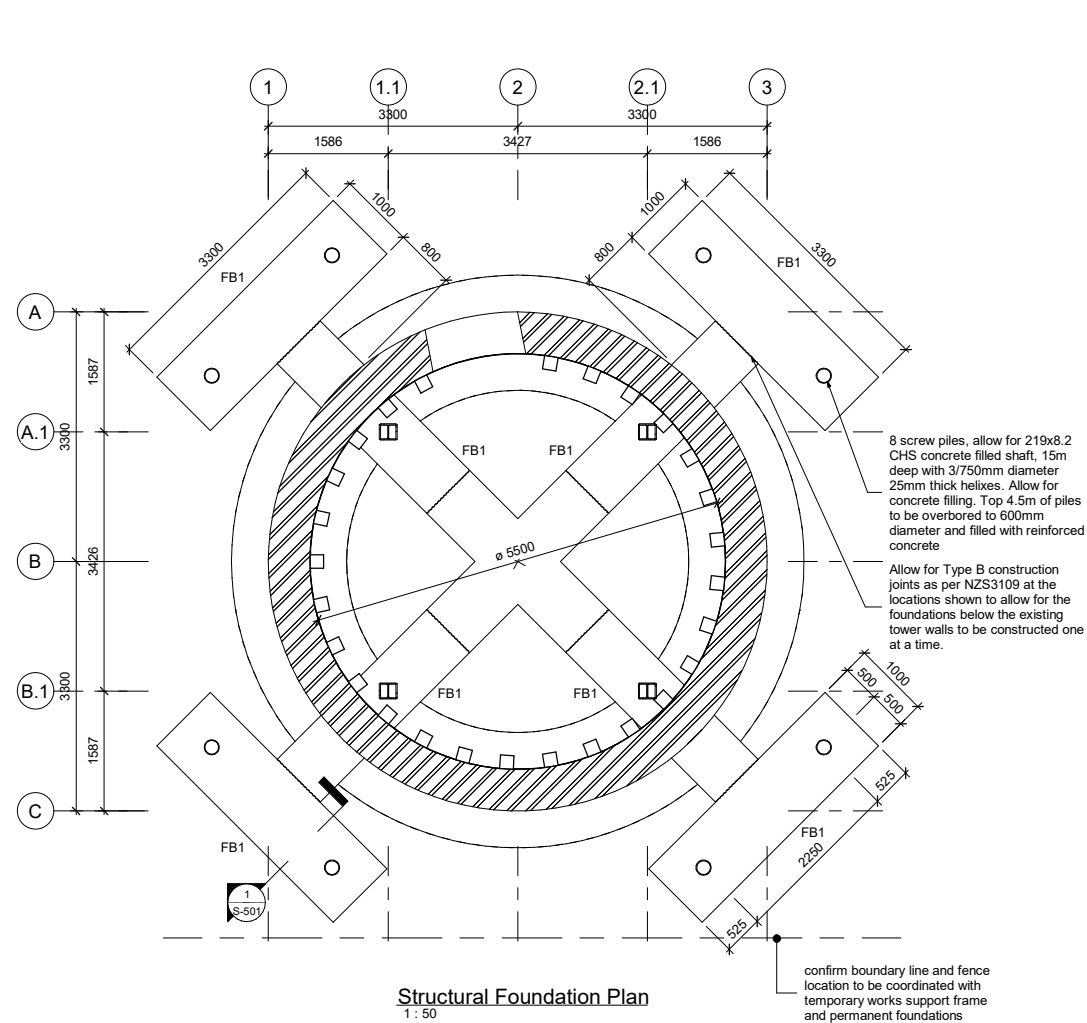 1
1.1
2
2.1
3
3300
3300
1586
3427
1586
1000
800
3300
FB1
1000
800
3300
FB1
A
1587
A.1
3300
FB1
FB1
8 screw piles, allow for 219x8.2
CHS concrete filled shaft, 15m
deep with 3/750mm diameter
25mm thick helixes. Allow for
concrete filling. Top 4.5m of piles
to be overbored to 600mm
diameter and filled with reinforced
concrete
B
3426
ø 5500
Allow for Type B construction
joints as per NZS3109 at the
locations shown to allow for the
foundations below the existing
tower walls to be constructed one
at a time.
B.1
3300
FB1
FB1
1000
500
500
1587
525
C
FB1
FB1
2250
525
1
S-501
confirm boundary line and fence
location to be coordinated with
temporary works support frame
and permanent foundations
Structural Foundation Plan
1 : 50